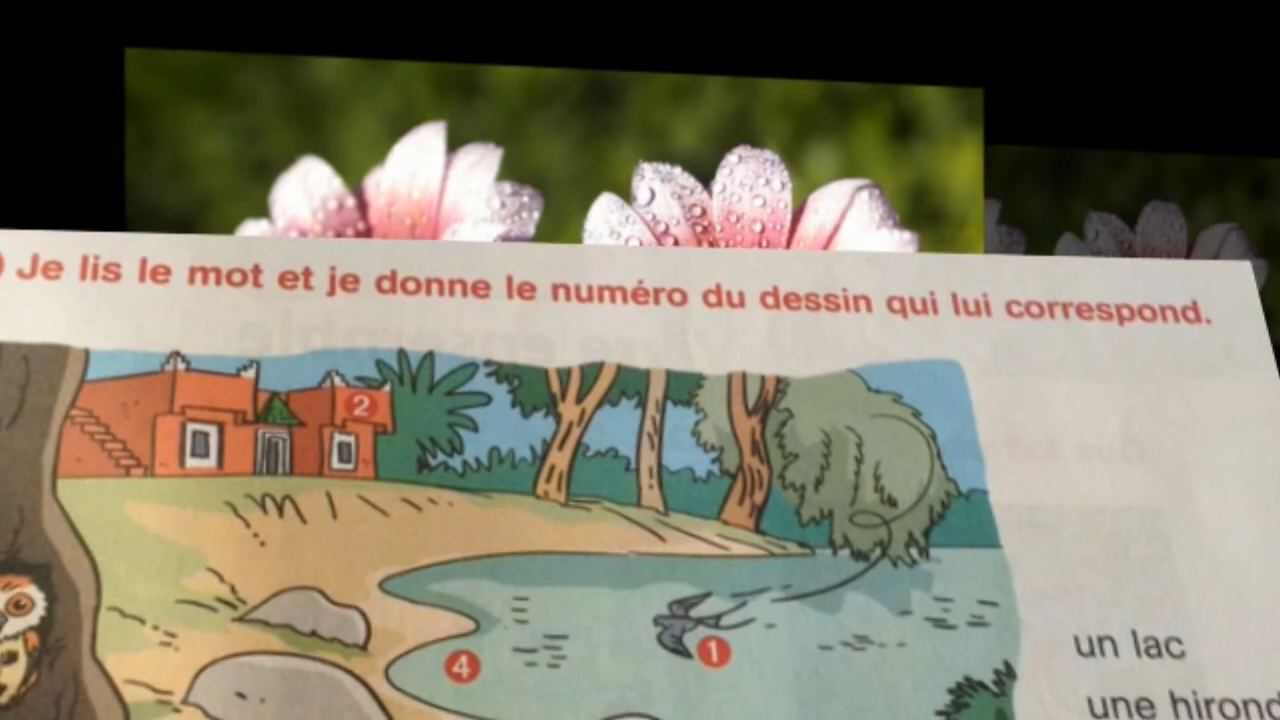 Je lis le mot et je donne le numéro du dessin qui lui correspond.
2
4
1
un lac
une